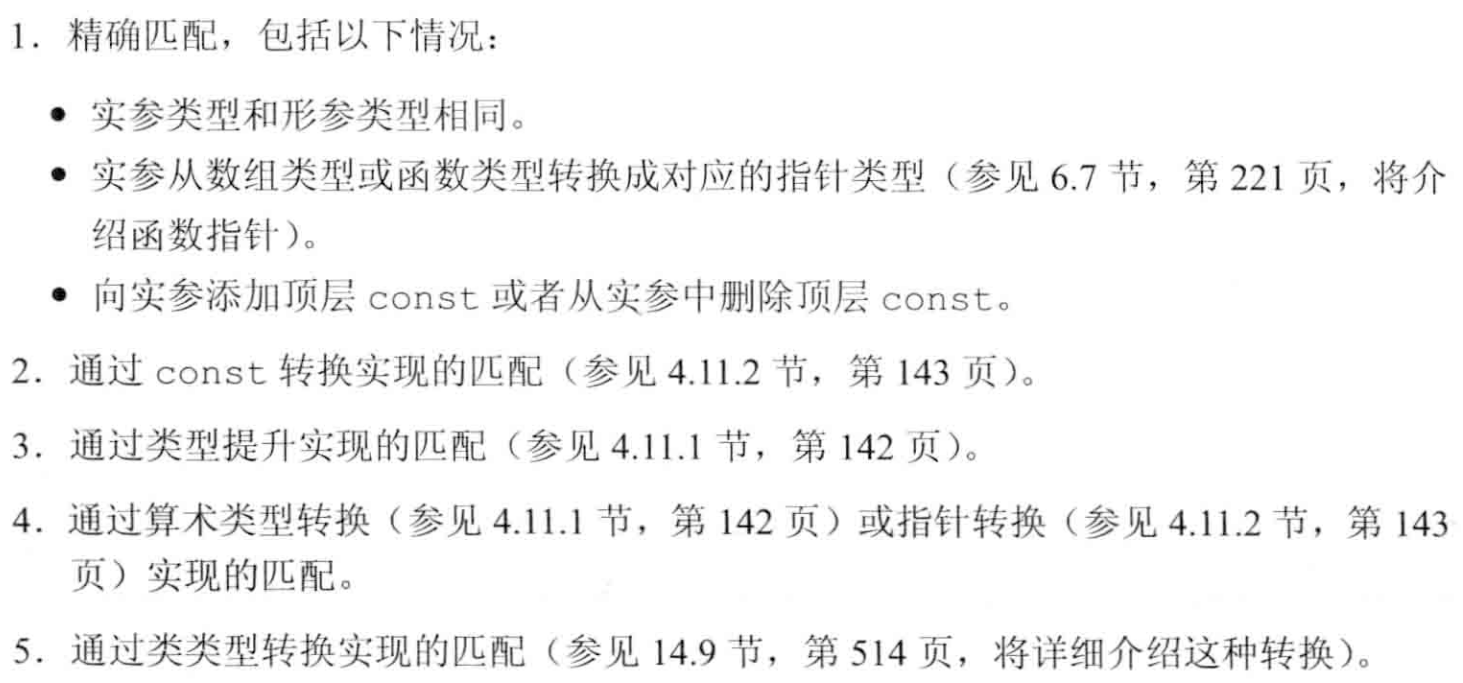 1．精确匹配，包括以下情况：
● 实参类型和形参类型相同。
● 实参从数组类型或函数类型转换成对应的指针类型（参见 6.7 节，第 221 页，将介
绍函数指针）。
● 向实参添加顶层 const 或者从实参中删除顶层 const。
2．通过 const 转换实现的匹配（参见 4.11.2 节，第 143 页）。
3．通过类型提升实现的匹配（参见 4.11.1 节，第 142 页）。
4．通过算术类型转换（参见 4.11.1 节，第 142 页）或指针转换（参见 4.11.2 节，第 143
页）实现的匹配。
5．通过类类型转换实现的匹配（参见 14.9 节，第 514 页，将详细介绍这种转换）。